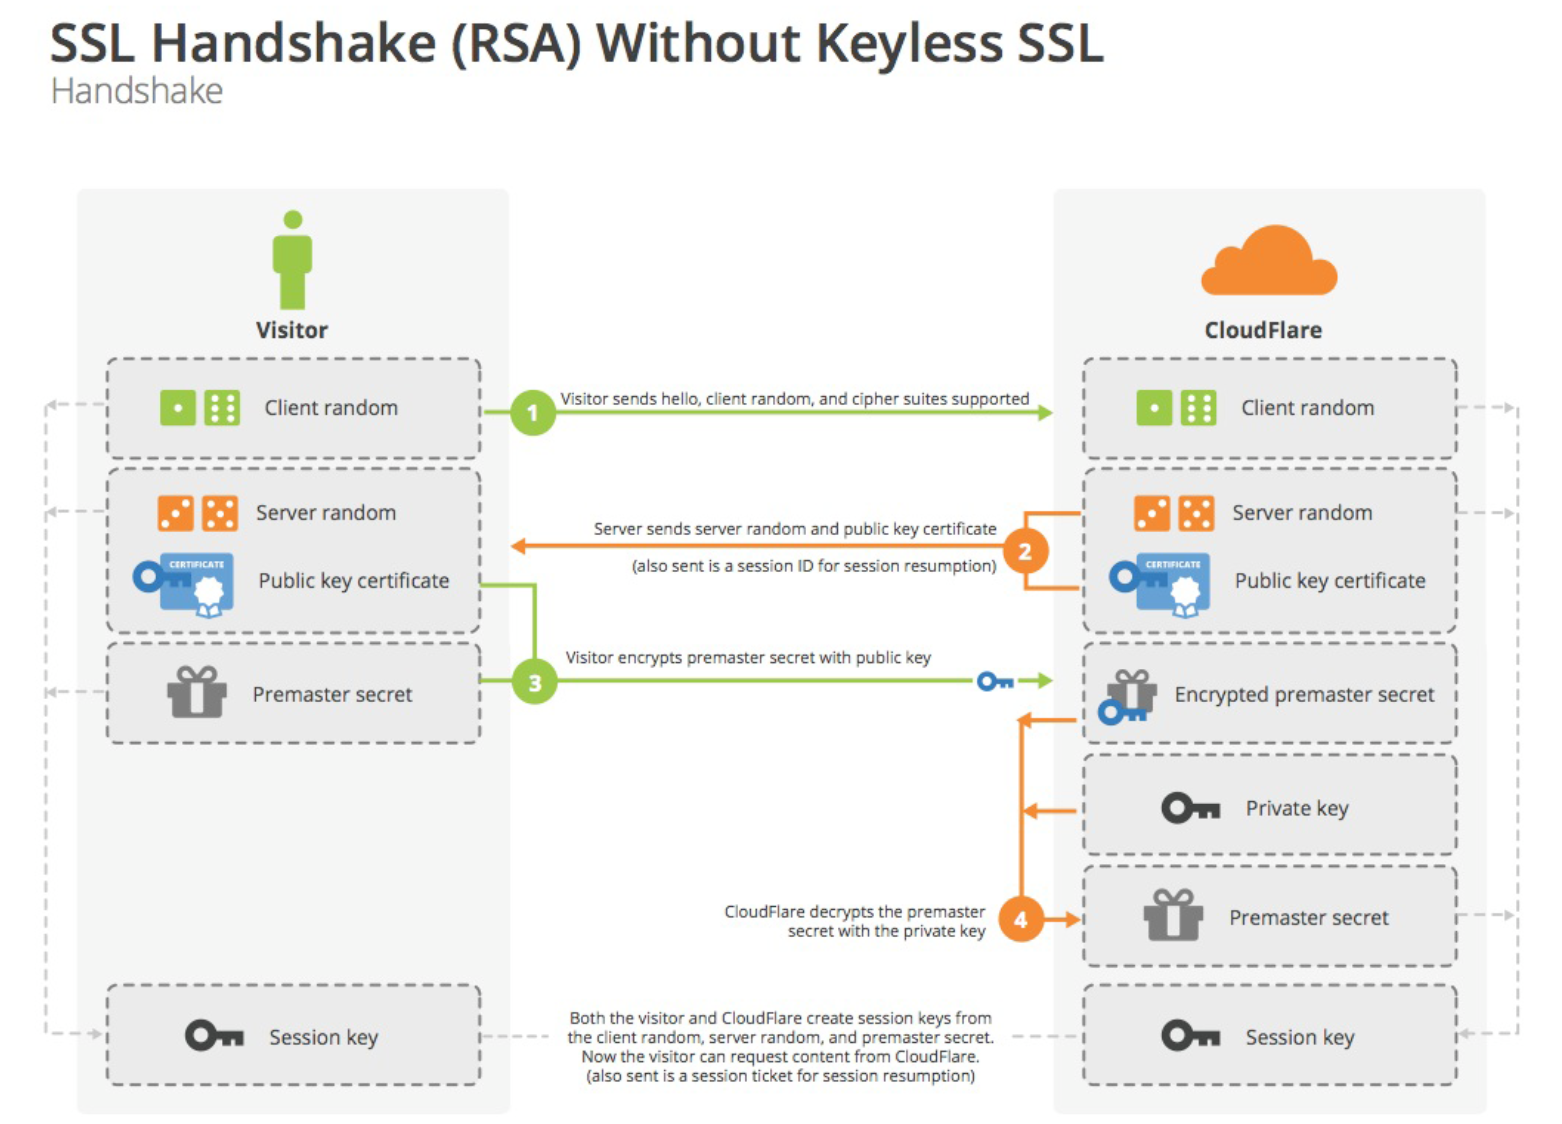 SSL Handshake (RSA) Without Keyless SSL
Handshake
Visitor
CloudFlare
Client random
1
Visitor sends hello, client random, and cipher suites supported
Client random
Server random
CERTIFICATE
Public key certificate
Server sends server random and public key certificate
2
(also sent is a session ID for session resumption)
Server random
CERTIFICATE
Public key certificate
Premaster secret
3
Visitor encrypts premaster secret with public key
Encrypted premaster secret
Private key
CloudFlare decrypts the premaster
secret with the private key
4
Premaster secret
Session key
Both the visitor and CloudFlare create session keys from
the client random, server random, and premaster secret.
Now the visitor can request content from CloudFlare.
(also sent is a session ticket for session resumption)
Session key